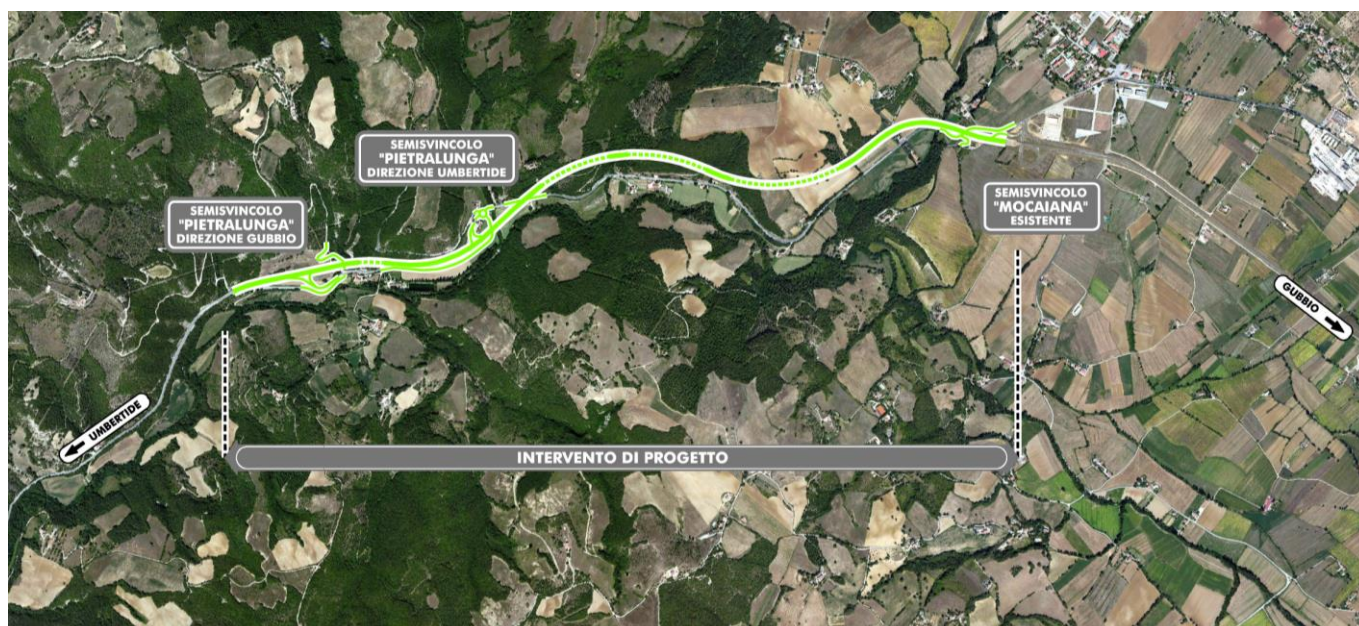 SEMISVINCOLO
"PIETRALUNGA"
DIREZIONE UMBERTIDE
SEMISVINCOLO
"PIETRALUNGA"
DIREZIONE GUBBIO
SEMISVINCOLO
"MOCAIANA"
ESISTENTE
GUBBIO
UMBERTIDE
INTERVENTO DI PROGETTO